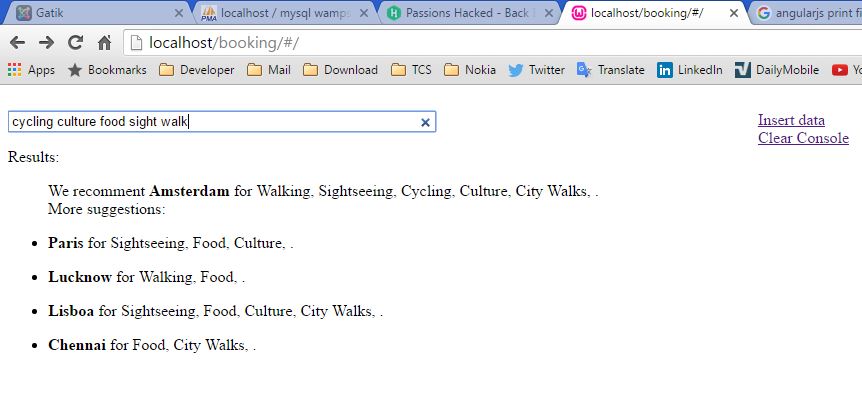 Gatik
localhost / mysql wamps
Passions Hacked - Back
localhost/booking/#/
angularjs print fi
localhost/booking/#/
Apps Bookmarks Developer Mail Download TCS Nokia Twitter Translate LinkedIn DailyMobile
cycling culture food sight walk
Insert data
Clear Console
Results:
We recomment Amsterdam for Walking, Sightseeing, Cycling, Culture, City Walks, .
More suggestions:
Paris for Sightseeing, Food, Culture, .
Lucknow for Walking, Food, .
Lisboa for Sightseeing, Food, Culture, City Walks, .
Chennai for Food, City Walks, .